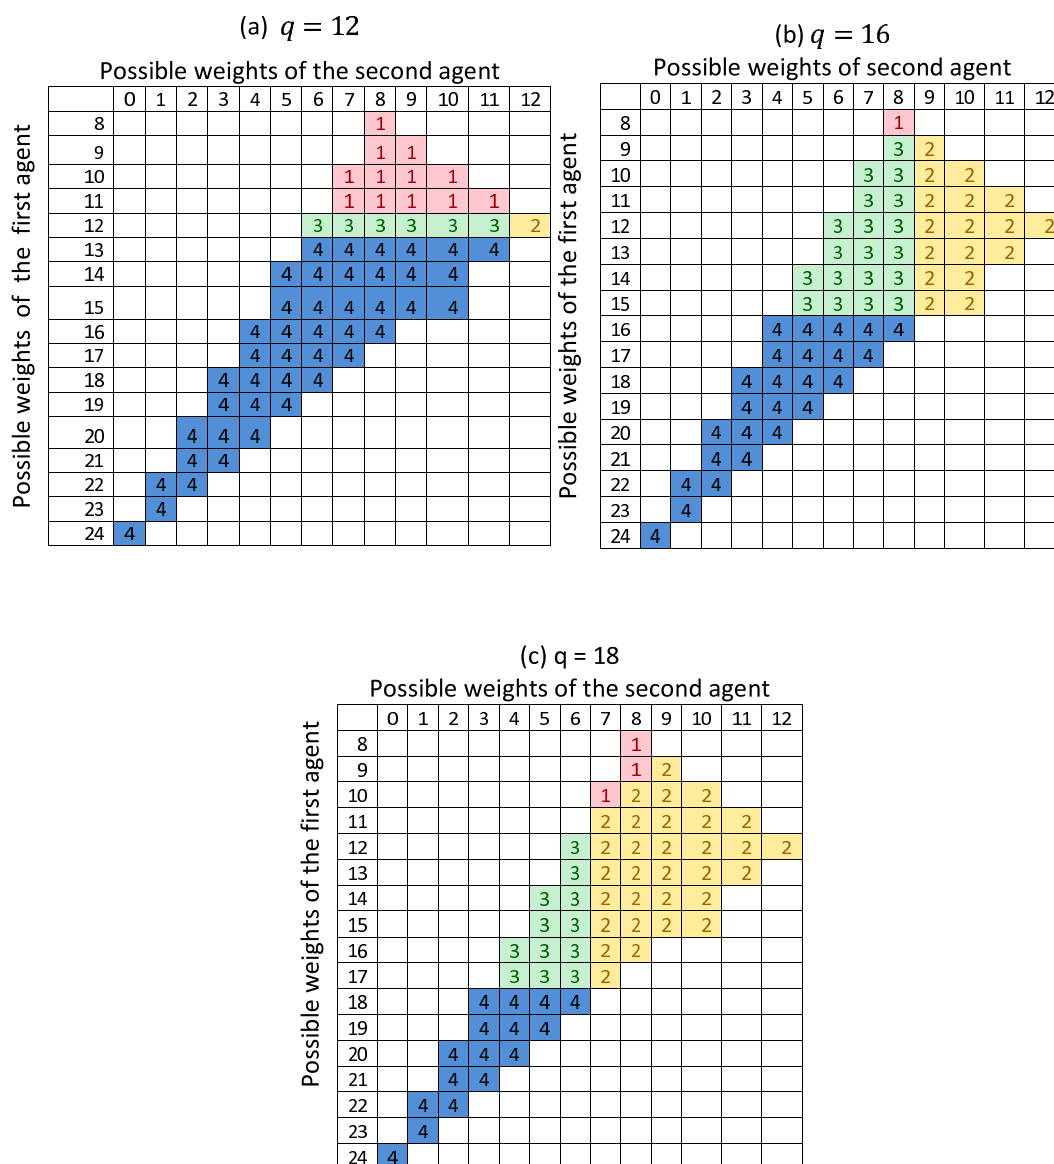 (a) q = 12
Possible weights of the second agent
0 1 2 3 4 5 6 7 8 9 10 11 12
Possible weights of the first agent
8 1
9 1 1
10 1 1 1 1
11 1 1 1 1 1
12 3 3 3 3 3 3 2
13 4 4 4 4 4 4
14 4 4 4 4 4 4
15 4 4 4 4 4 4
16 4 4 4 4 4
17 4 4 4 4
18 4 4 4 4
19 4 4 4
20 4 4 4
21 4 4
22 4 4
23 4
24 4
(b) q = 16
Possible weights of second agent
0 1 2 3 4 5 6 7 8 9 10 11 12
Possible weights of the first agent
8 1
9 3 2
10 3 3 2 2
11 3 3 2 2 2
12 3 3 3 2 2 2 2
13 3 3 3 2 2 2
14 3 3 3 3 2 2
15 3 3 3 3 2 2
16 4 4 4 4 4
17 4 4 4 4
18 4 4 4 4
19 4 4 4
20 4 4 4
21 4 4
22 4 4
23 4
24 4
(c) q = 18
Possible weights of the second agent
0 1 2 3 4 5 6 7 8 9 10 11 12
Possible weights of the first agent
8 1
9 1 2
10 1 2 2 2
11 2 2 2 2 2
12 3 2 2 2 2 2 2
13 3 2 2 2 2 2
14 3 3 2 2 2 2
15 3 3 2 2 2 2
16 3 3 3 2 2
17 3 3 3 2
18 4 4 4 4
19 4 4 4
20 4 4 4
21 4 4
22 4 4
23 4
24 4